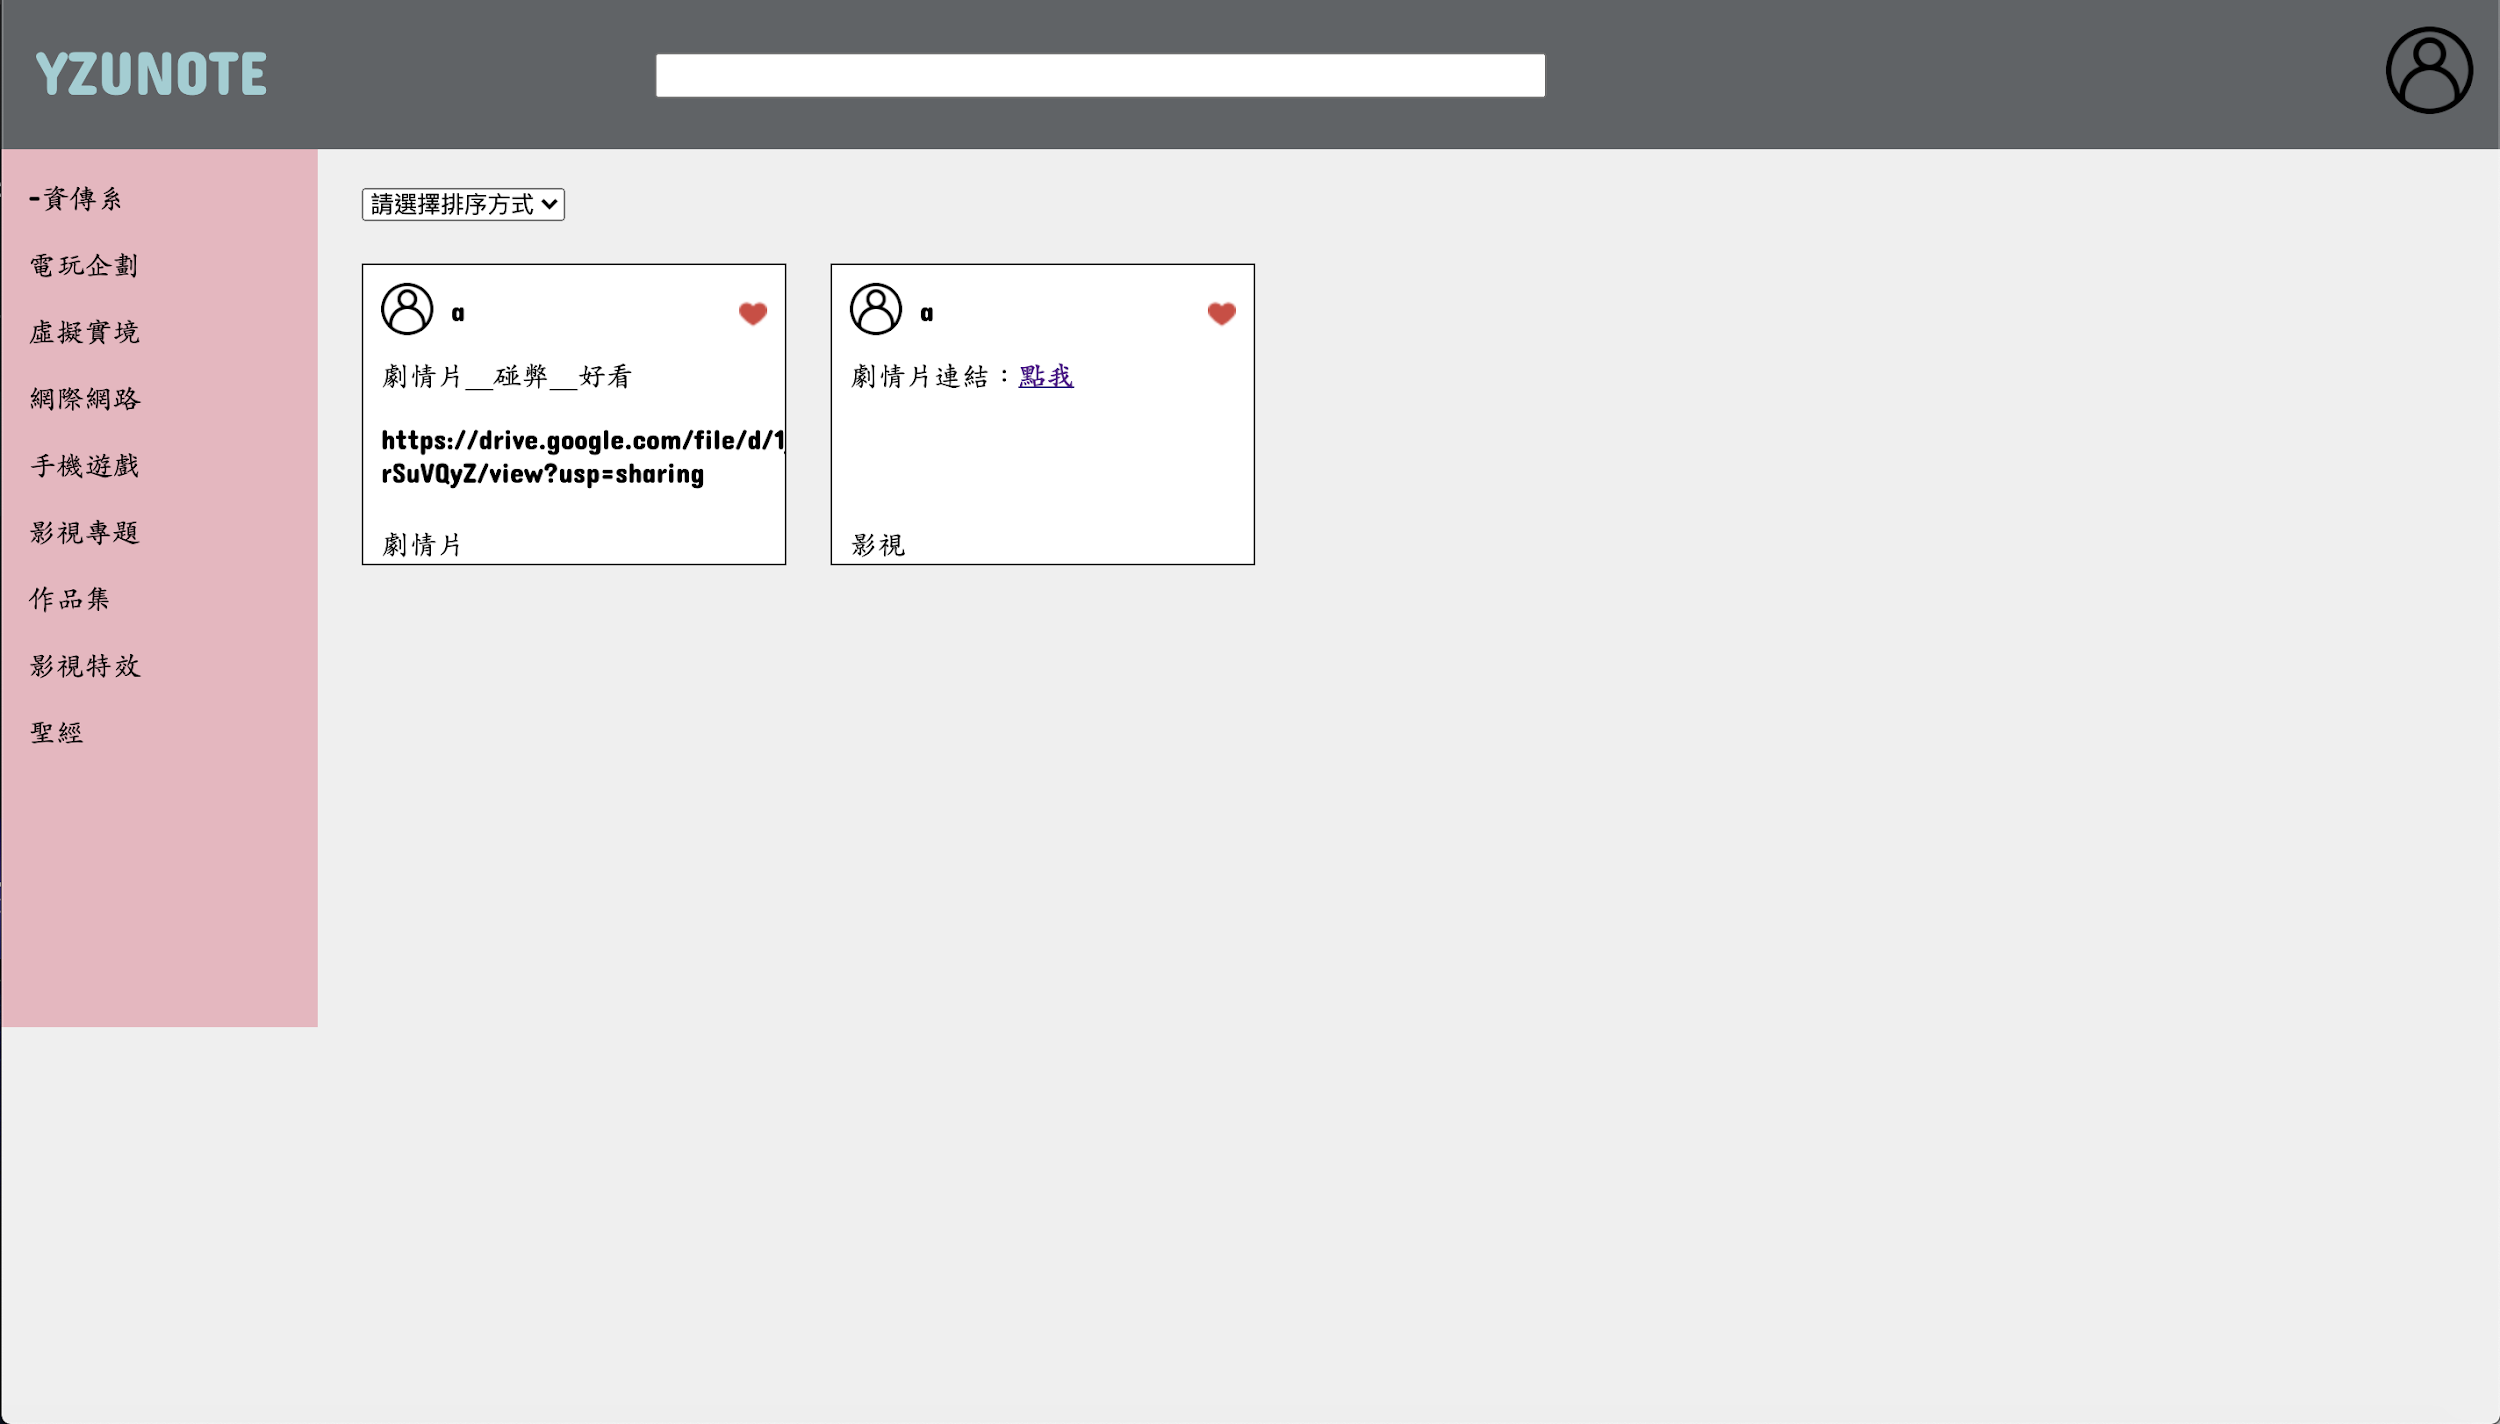 YZUNOTE
-資傳系
電玩企劃
虛擬實境
網際網路
手機遊戲
影視專題
作品集
影視特效
聖經
請選擇排序方式
a
劇情片__碰弊__好看
https://drive.google.com/file/d/1
rSuVQyZ/view?usp=sharing
劇情片
a
劇情片連結：點我
影視